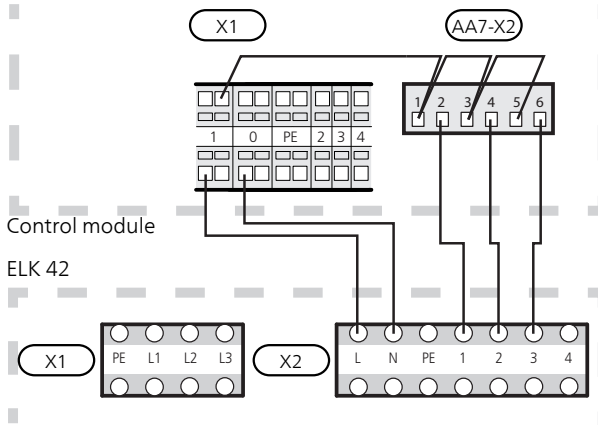 X1
AA7-X2
1 2 3 4 5 6
1 0 PE 2 3 4
Control module
ELK 42
X1
PE L1 L2 L3
X2
L N PE 1 2 3 4